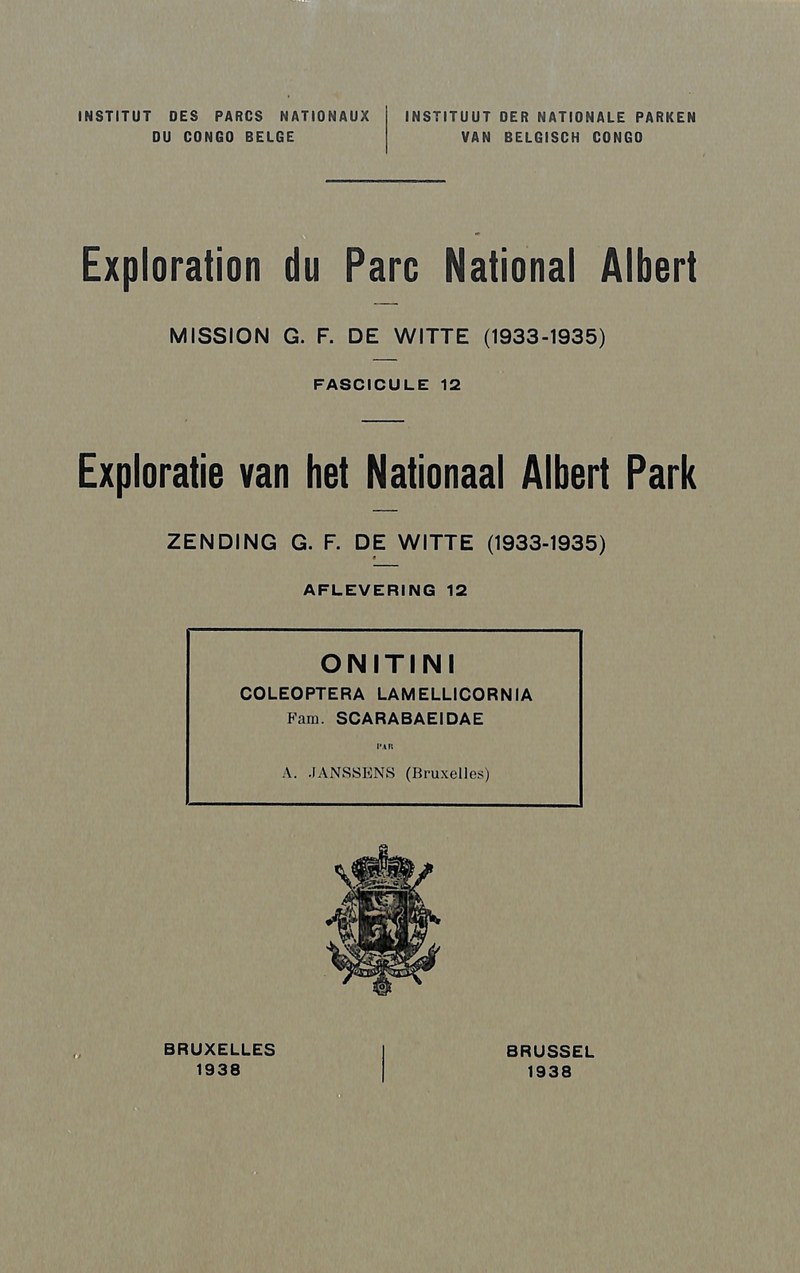 INSTITUT DES PARCS NATIONAUX
DU CONGO BELGE
INSTITUUT DER NATIONALE PARKEN
VAN BELGISCH CONGO
Exploration du Parc National Albert
MISSION G. F. DE WITTE (1933-1935)
FASCICULE 12
Exploratie van het Nationaal Albert Park
ZENDING G. F. DE WITTE (1933-1935)
AFLEVERING 12
ONITINI
COLEOPTERA LAMELLICORNIA
Fam. SCARABAEIDAE
PAR
A. JANSSENS (Bruxelles)
BRUXELLES
1938
BRUSSEL
1938